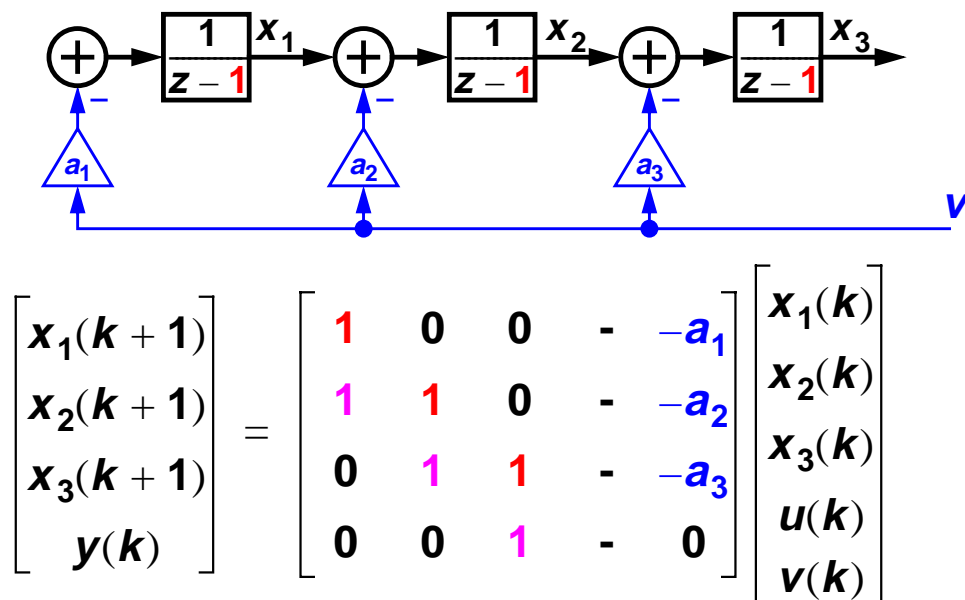 1 x₁ 1 x₂ 1 x₃
+ z − 1 + z − 1 + z − 1
− − −
a₁ a₂ a₃
v
x₁(k + 1) 1 0 0 - −a₁ x₁(k)
x₂(k + 1) 1 1 0 - −a₂ x₂(k)
=
x₃(k + 1) 0 1 1 - −a₃ x₃(k)
y(k) 0 0 1 - 0 u(k)
v(k)